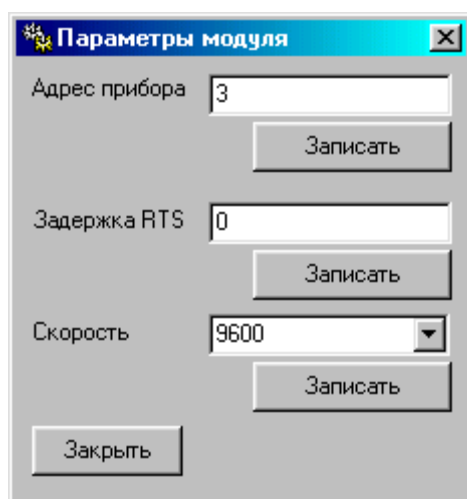 Параметры модуля
Адрес прибора 3
Записать
Задержка RTS 0
Записать
Скорость 9600
Записать
Закрыть